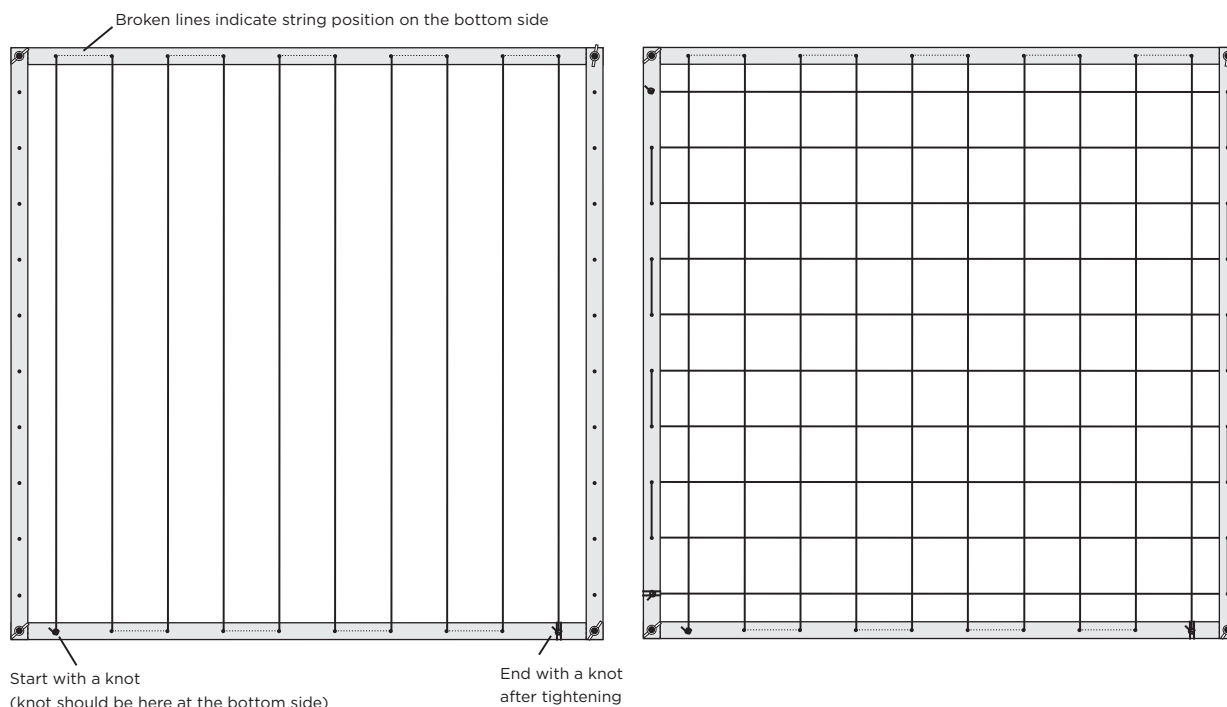 Broken lines indicate string position on the bottom side
Start with a knot
(knot should be here at the bottom side)
End with a knot
after tightening